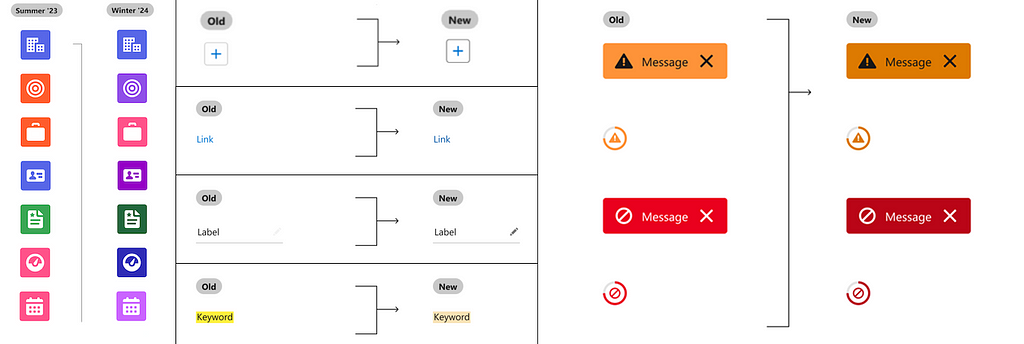 Summer '23
Winter '24
Old
New
Old
New
Link
Link
Old
New
Label
Label
Old
New
Keyword
Keyword
Old
New
Message
Message
Message
Message